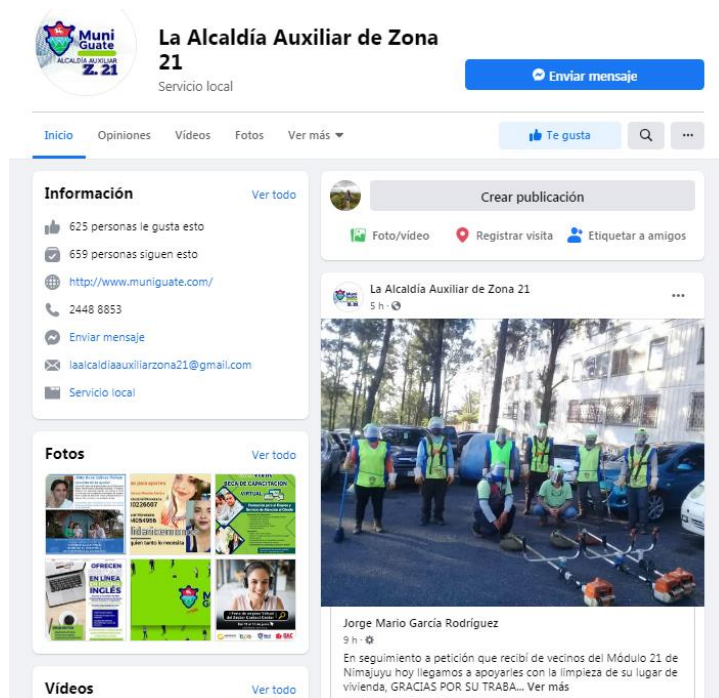 Muni
Guate
ALCALDÍA AUXILIAR
Z. 21
La Alcaldía Auxiliar de Zona
21
Servicio local
Enviar mensaje
Inicio
Opiniones
Vídeos
Fotos
Ver más
Te gusta
Información
Ver todo
625 personas le gusta esto
659 personas siguen esto
http://www.muniguate.com/
2448 8853
Enviar mensaje
laalcaldiaauxiliarzona21@gmail.com
Servicio local
Fotos
Ver todo
BECA DE CAPACITACIÓN
VIRTUAL
OFRECEN
EN LÍNEA
INGLÉS
Vídeos
Ver todo
Crear publicación
Foto/vídeo
Registrar visita
Etiquetar a amigos
La Alcaldía Auxiliar de Zona 21
5 h
Jorge Mario García Rodríguez
9 h
En seguimiento a petición que recibí de vecinos del Módulo 21 de
Nimajuyu hoy llegamos a apoyarles con la limpieza de su lugar de
vivienda, GRACIAS POR SU TRABA... Ver más